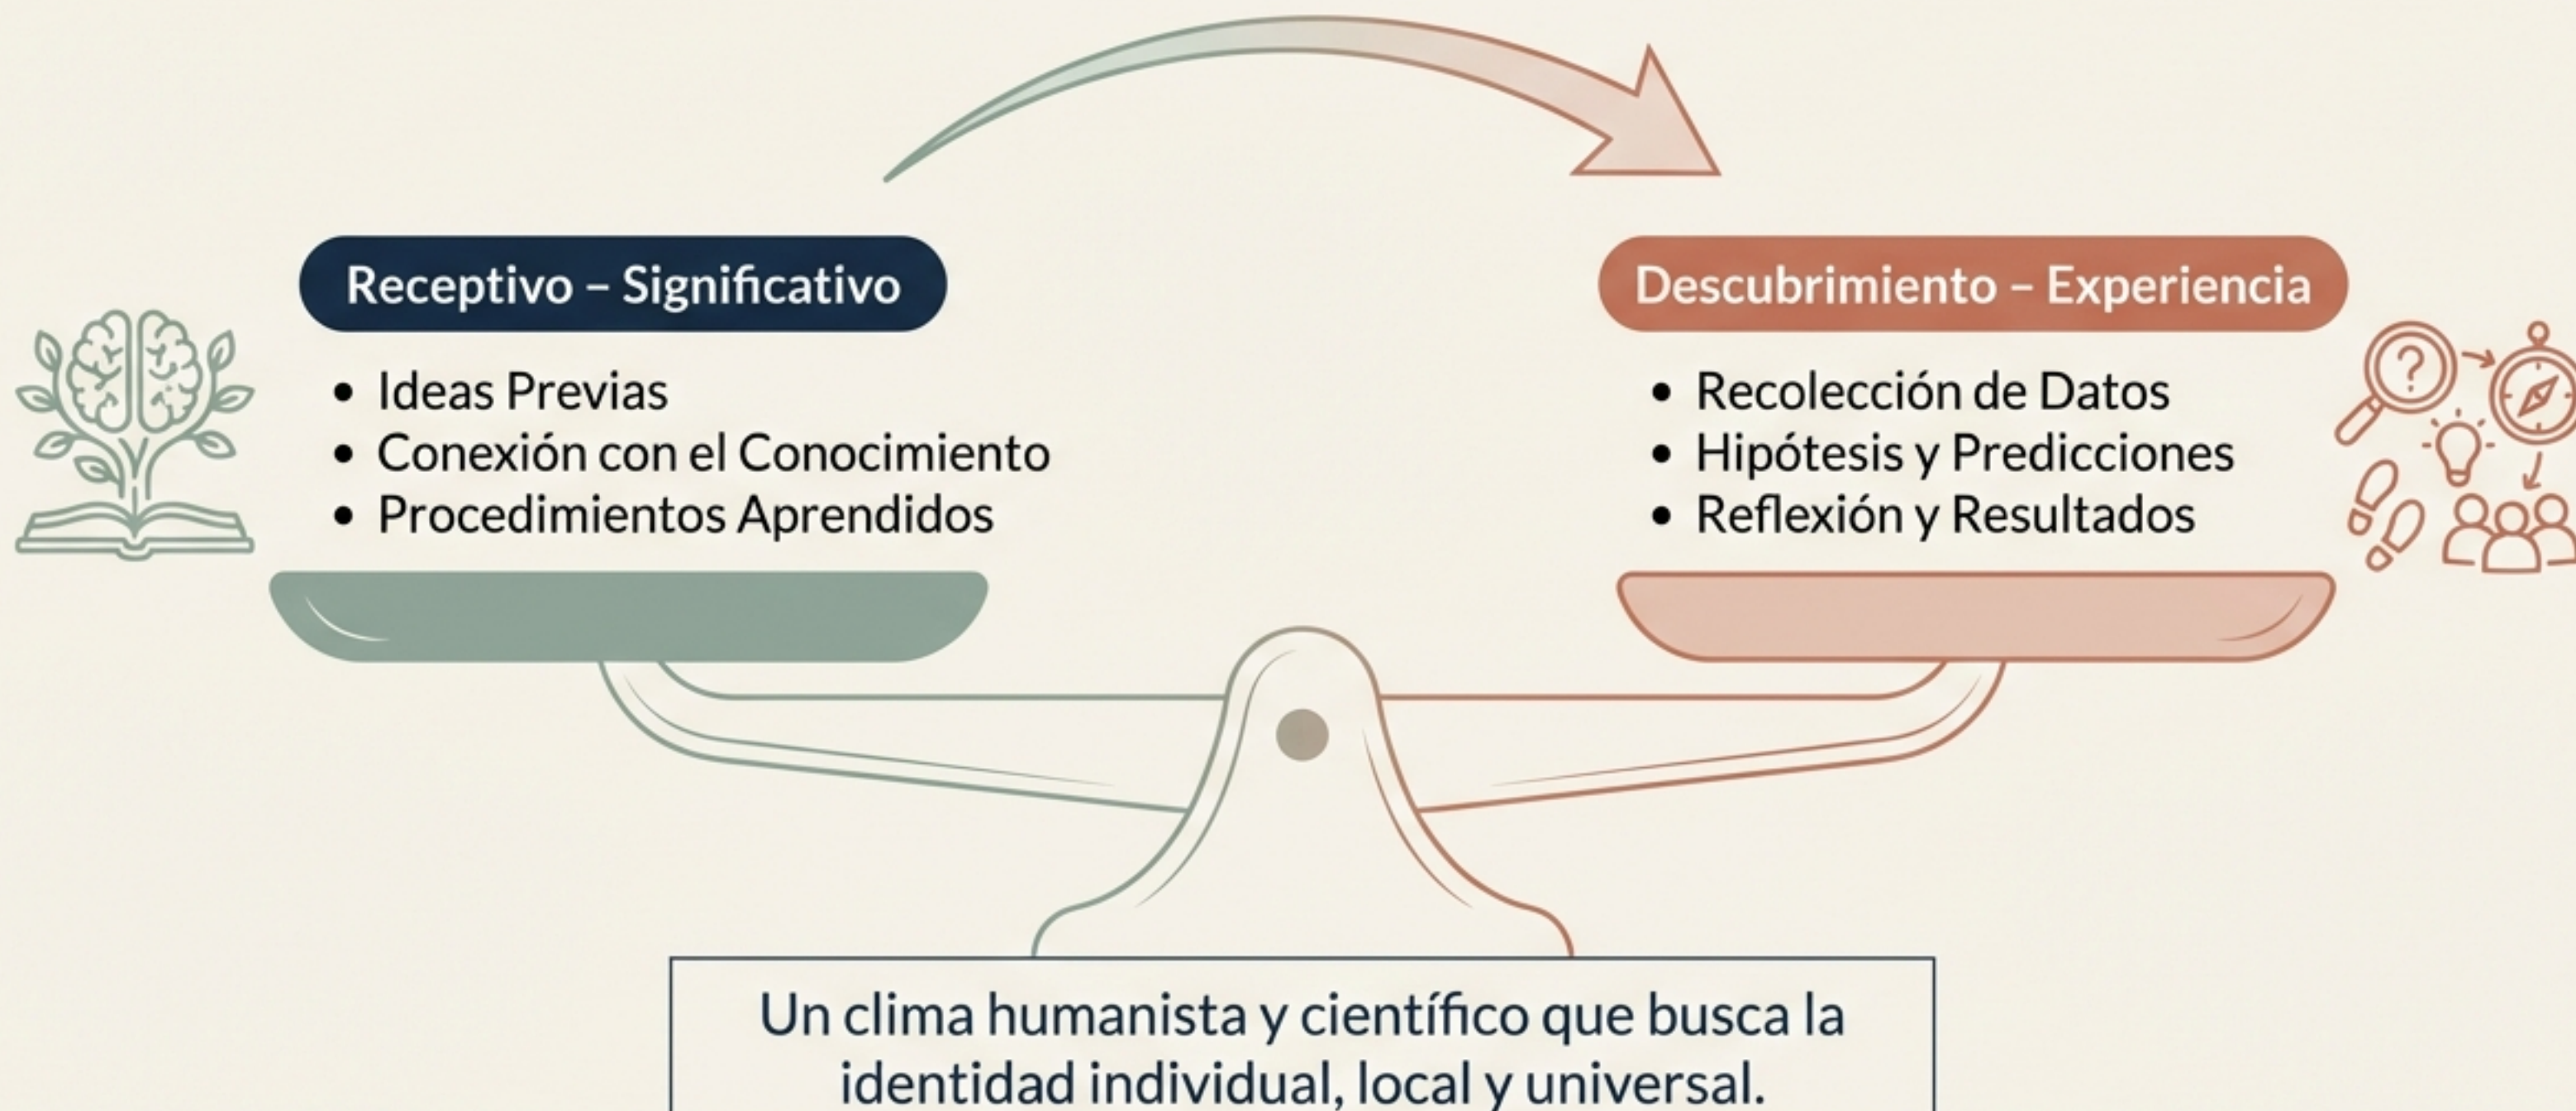 Receptivo – Significativo
• Ideas Previas
• Conexión con el Conocimiento
• Procedimientos Aprendidos
Descubrimiento – Experiencia
• Recolección de Datos
• Hipótesis y Predicciones
• Reflexión y Resultados
?
Un clima humanista y científico que busca la
identidad individual, local y universal.